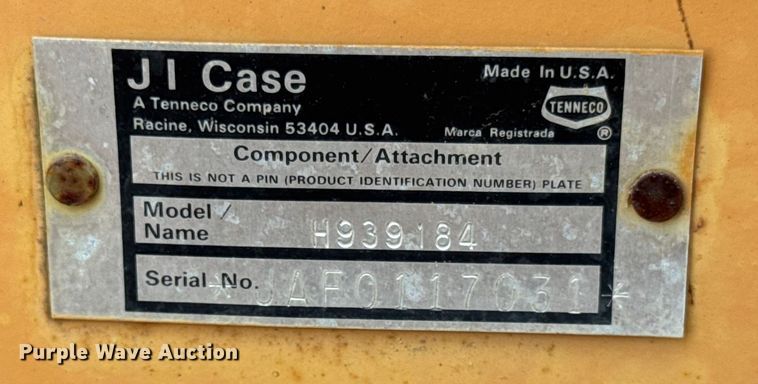 J I Case
Made In U.S.A.
A Tenneco Company
TENNECO
Racine, Wisconsin 53404 U.S.A.
Marca Registrada ®
Component/Attachment
THIS IS NOT A PIN (PRODUCT IDENTIFICATION NUMBER) PLATE
Model/
Name H939184
Serial No. *JAF0117031*
Purple Wave Auction